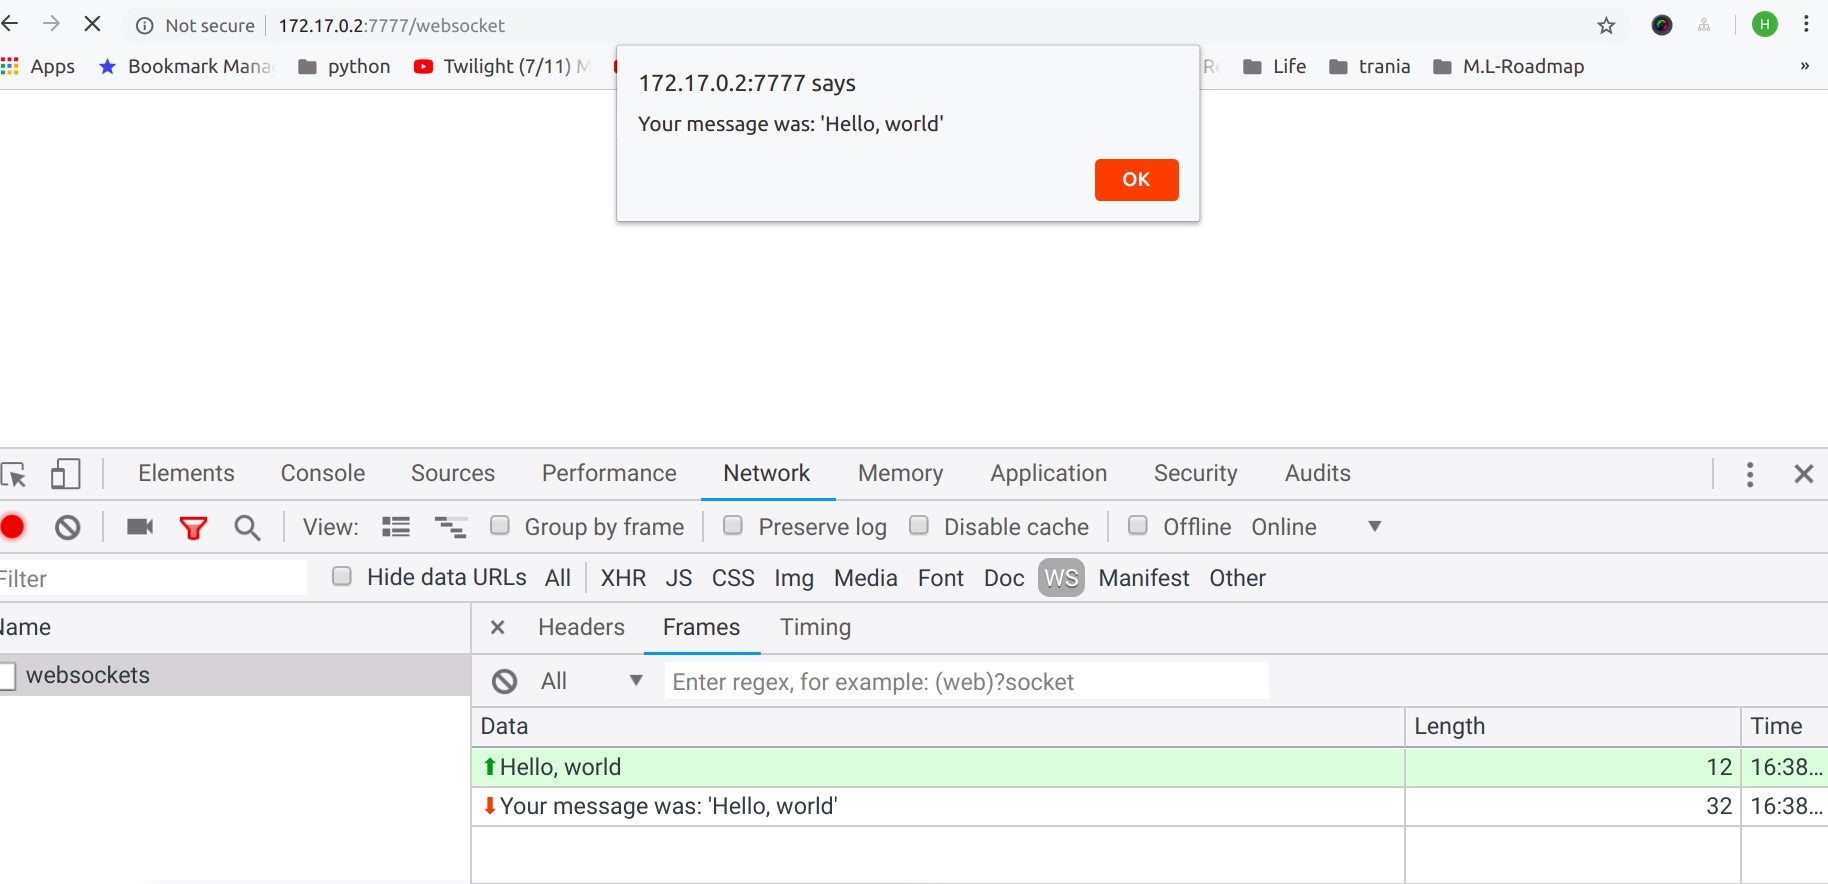 Not secure 172.17.0.2:7777/websocket
H
Apps Bookmark Mana python Twilight (7/11) Life trania M.L-Roadmap »
172.17.0.2:7777 says
Your message was: 'Hello, world'
OK
Elements Console Sources Performance Network Memory Application Security Audits
View: Group by frame Preserve log Disable cache Offline Online
Filter Hide data URLs All XHR JS CSS Img Media Font Doc WS Manifest Other
Name Headers Frames Timing
websockets
All Enter regex, for example: (web)?socket
Data Length Time
Hello, world 12 16:38...
Your message was: 'Hello, world' 32 16:38...